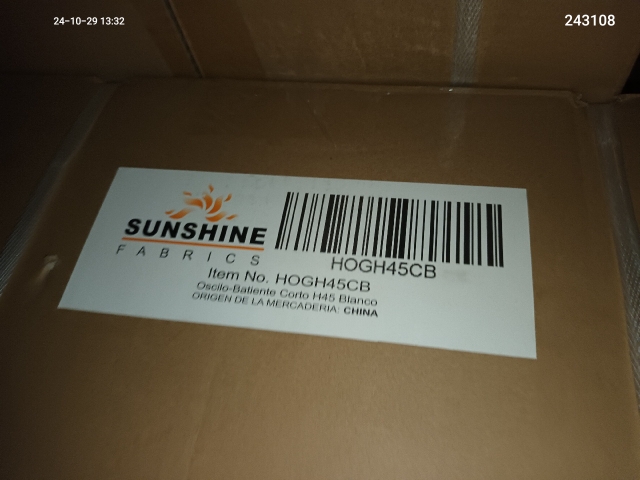 24-10-29 13:32
243108
SUNSHINE
FABRICS
HOGH45CB
Item No. HOGH45CB
Oscilo-Batiente Corto H45 Blanco
ORIGEN DE LA MERCADERIA: CHINA